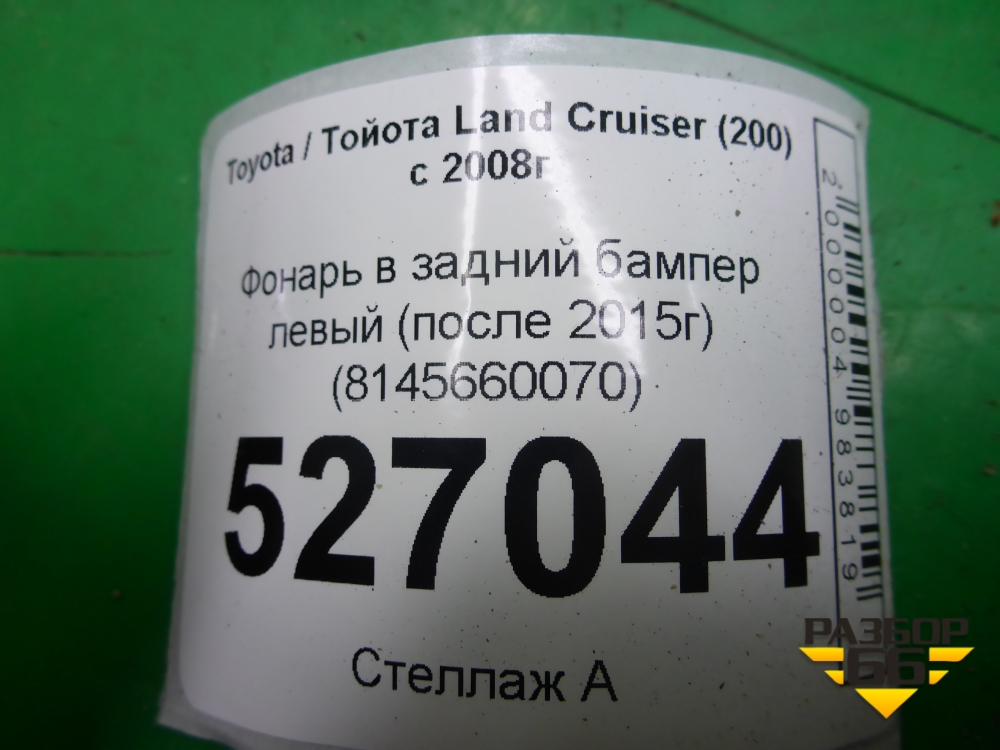 Toyota / Тойота Land Cruiser (200)
с 2008г
Фонарь в задний бампер
левый (после 2015г)
(8145660070)
527044
Стеллаж А
2000004983819
РАЗБОР
66